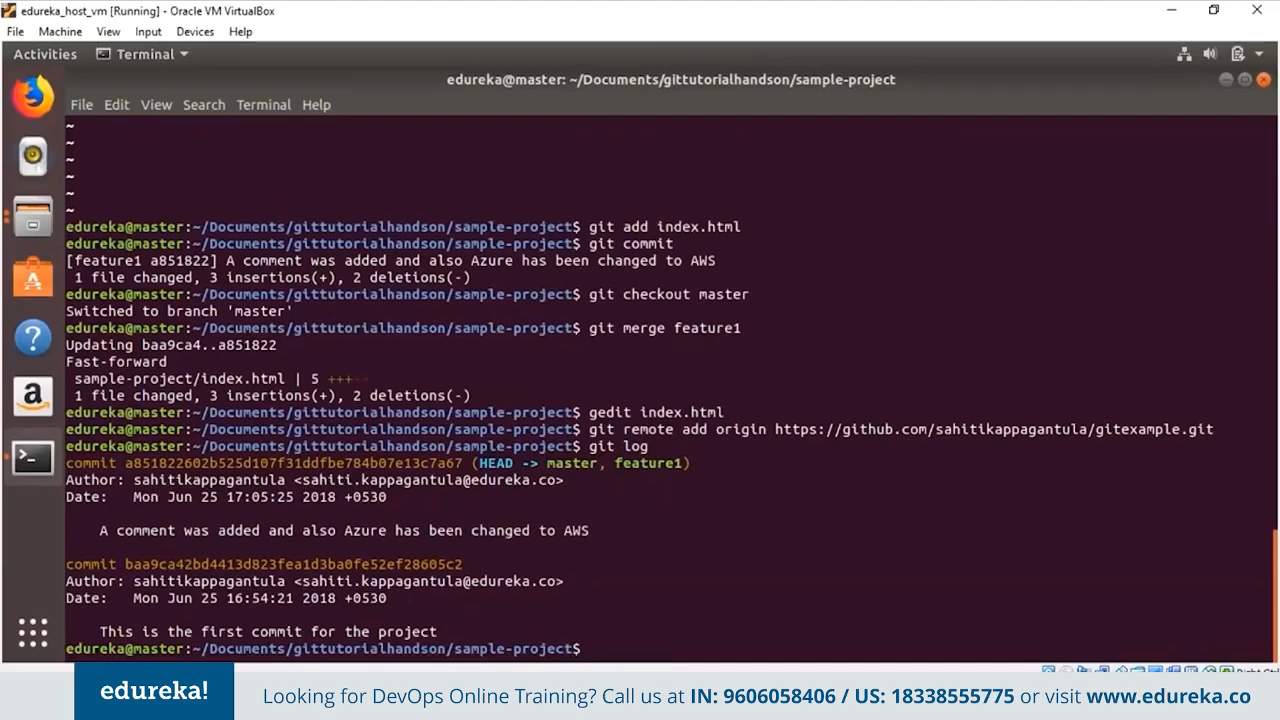 edureka_host_vm [Running] - Oracle VM VirtualBox
File Machine View Input Devices Help
Activities Terminal
edureka@master: ~/Documents/gittutorialhandson/sample-project
File Edit View Search Terminal Help
~
~
~
~
~
~
edureka@master:~/Documents/gittutorialhandson/sample-project$ git add index.html
edureka@master:~/Documents/gittutorialhandson/sample-project$ git commit
[feature1 a851822] A comment was added and also Azure has been changed to AWS
1 file changed, 3 insertions(+), 2 deletions(-)
edureka@master:~/Documents/gittutorialhandson/sample-project$ git checkout master
Switched to branch 'master'
edureka@master:~/Documents/gittutorialhandson/sample-project$ git merge feature1
Updating baa9ca4..a851822
Fast-forward
sample-project/index.html | 5 +++--
1 file changed, 3 insertions(+), 2 deletions(-)
edureka@master:~/Documents/gittutorialhandson/sample-project$ gedit index.html
edureka@master:~/Documents/gittutorialhandson/sample-project$ git remote add origin https://github.com/sahitikappagantula/gitexample.git
edureka@master:~/Documents/gittutorialhandson/sample-project$ git log
commit a851822602b525d107f31ddfbe784b07e13c7a67 (HEAD -> master, feature1)
Author: sahitikappagantula <sahiti.kappagantula@edureka.co>
Date: Mon Jun 25 17:05:25 2018 +0530
A comment was added and also Azure has been changed to AWS
commit baa9ca42bd4413d823fea1d3ba0fe52ef28605c2
Author: sahitikappagantula <sahiti.kappagantula@edureka.co>
Date: Mon Jun 25 16:54:21 2018 +0530
This is the first commit for the project
edureka@master:~/Documents/gittutorialhandson/sample-project$
edureka!
Looking for DevOps Online Training? Call us at IN: 9606058406 / US: 18338555775 or visit www.edureka.co